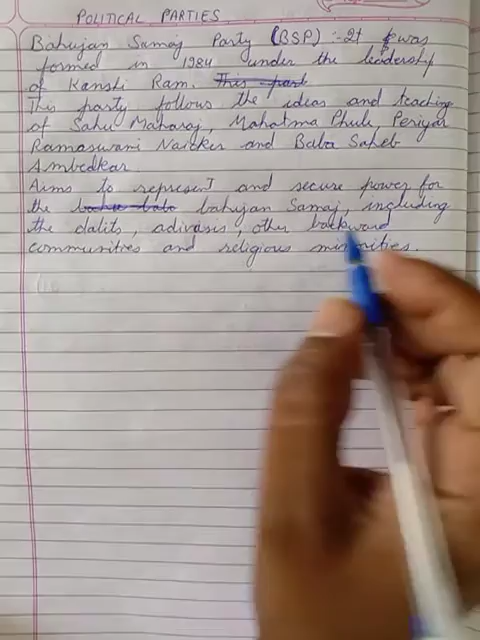 POLITICAL PARTIES
Bahujan Samaj Party (BSP) :- It was
formed in 1984 under the leadership
of Kanshi Ram. This part
This party follows the ideas and teaching
of Sahu Maharaj, Mahatma Phule, Periyar
Ramaswami Naicker and Baba Saheb
Ambedkar
Aims to represent and secure power for
the bahujan Samaj, including
the dalits, adivasis, other backward
communities and religious minorities.